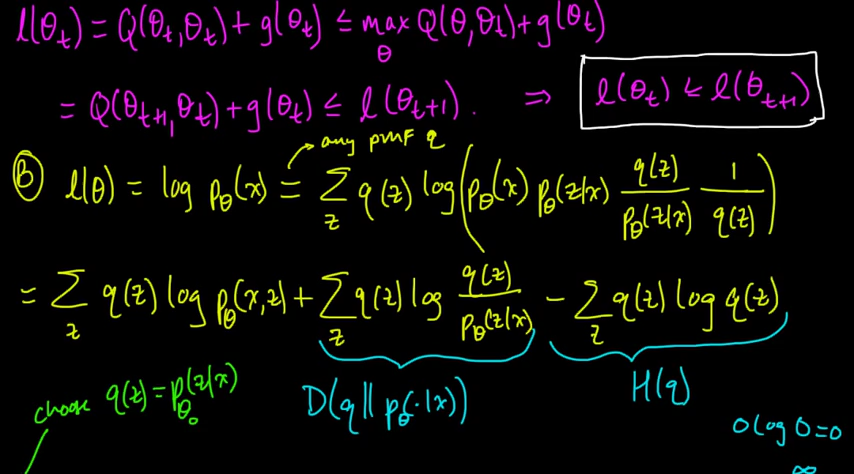 l(θ_t) = Q(θ_t, θ_t) + g(θ_t) ≤ max_θ Q(θ, θ_t) + g(θ_t)
= Q(θ_{t+1}, θ_t) + g(θ_t) ≤ l(θ_{t+1}). ⇒ l(θ_t) ≤ l(θ_{t+1})
→ any pmf q
Ⓑ l(θ) = log p_θ(x) = Σ_z q(z) log(p_θ(x) p_θ(z|x) q(z)/p_θ(z|x) 1/q(z))
= Σ_z q(z) log p_θ(x,z) + Σ_z q(z) log q(z)/p_θ(z|x) − Σ_z q(z) log q(z)
choose q(z) = p_{θ_0}(z|x) D(q‖p_θ(·|x)) H(q)
0 log 0 = 0
∞